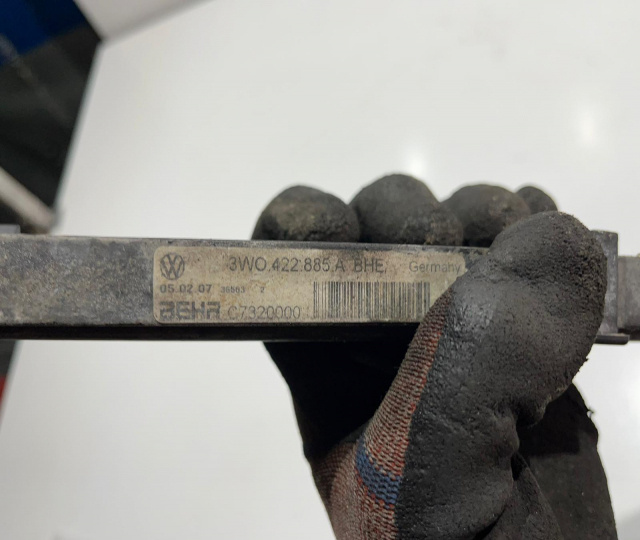 3W0.422.885.A BHE Germany
05.02.07
BEHR C7320000